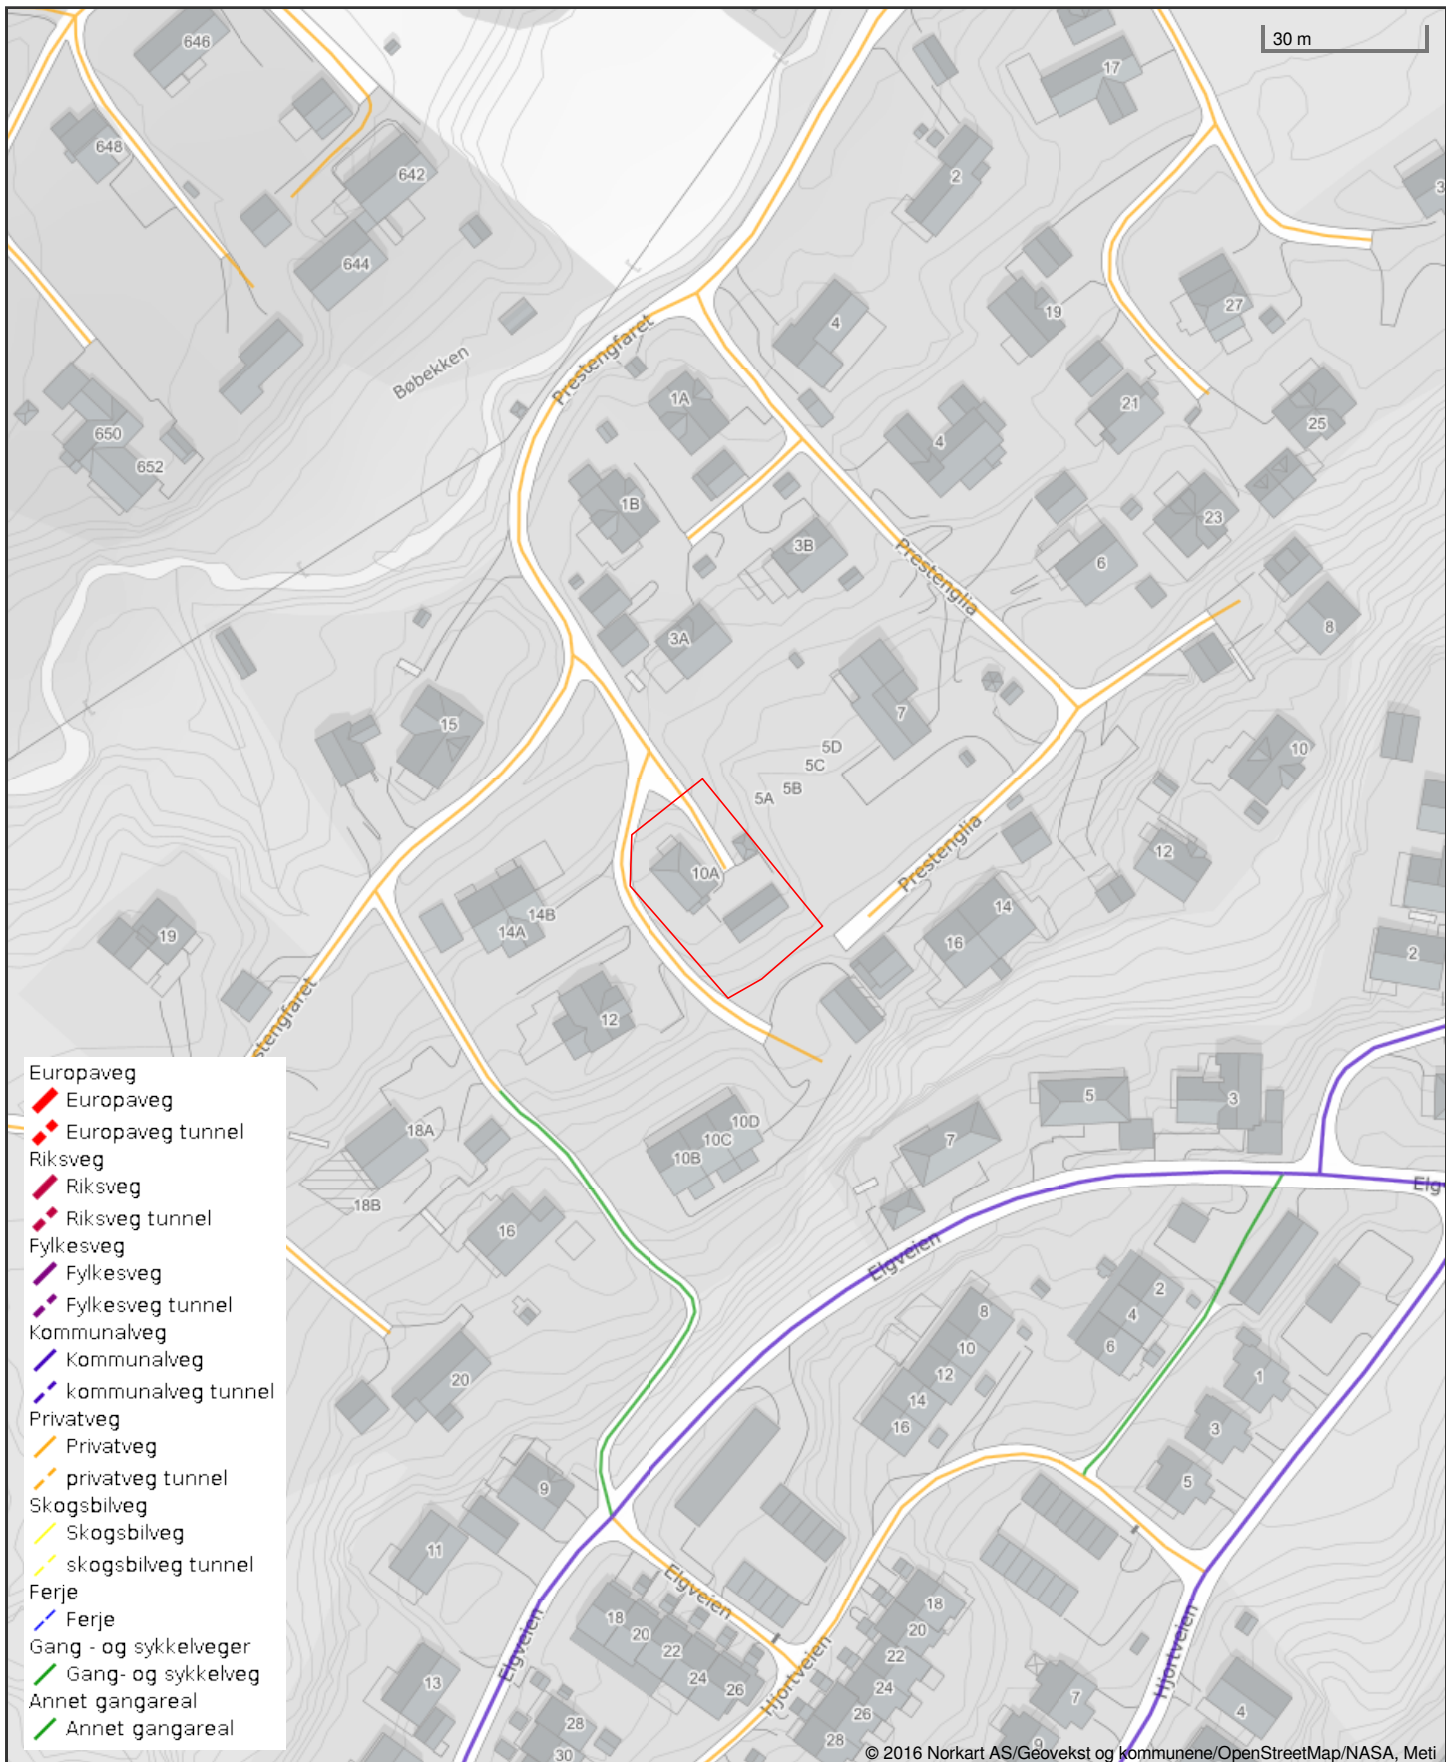 30 m
646
17
648
642
2
3
644
27
4
19
Prestengfaret
Bøbekken
1A
21
25
650
4
652
1B
23
3B
6
Prestenglia
8
3A
7
15
5D
10
5C
5B
5A
Prestenglia
12
10A
14
14B
14A
16
19
2
12
stengfaret
5
3
10D
18A
10C
7
10B
Elg
18B
16
Elgveien
2
8
4
10
6
12
1
20
14
16
3
9
5
11
Elgveien
18
18
20
20
22
22
24
24
26
26
28
28
30
13
Elgveien
Hjortveien
Hjortveien
7
9
4
Europaveg
Europaveg
Europaveg tunnel
Riksveg
Riksveg
Riksveg tunnel
Fylkesveg
Fylkesveg
Fylkesveg tunnel
Kommunalveg
Kommunalveg
kommunalveg tunnel
Privatveg
Privatveg
privatveg tunnel
Skogsbilveg
Skogsbilveg
skogsbilveg tunnel
Ferje
Ferje
Gang - og sykkelveger
Gang- og sykkelveg
Annet gangareal
Annet gangareal
© 2016 Norkart AS/Geovekst og kommunene/OpenStreetMap/NASA, Meti